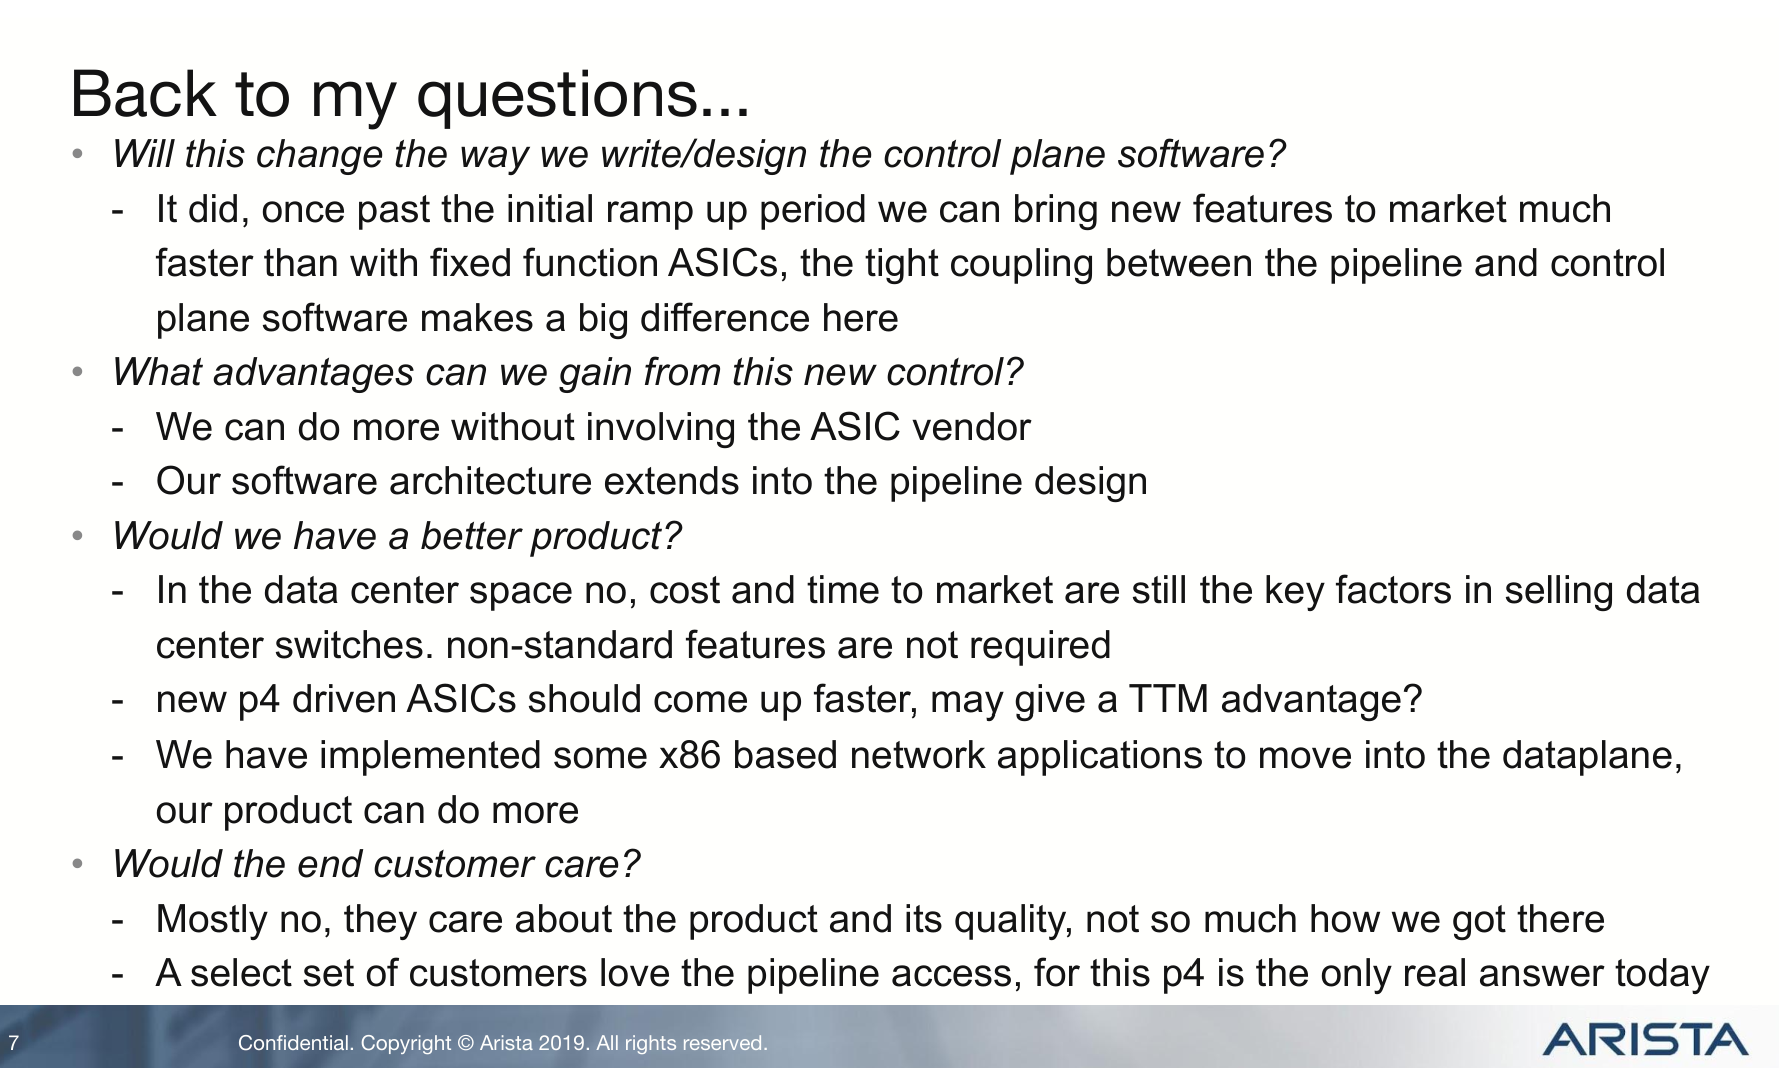 Back to my questions...
• Will this change the way we write/design the control plane software?
- It did, once past the initial ramp up period we can bring new features to market much
faster than with fixed function ASICs, the tight coupling between the pipeline and control
plane software makes a big difference here
• What advantages can we gain from this new control?
- We can do more without involving the ASIC vendor
- Our software architecture extends into the pipeline design
• Would we have a better product?
- In the data center space no, cost and time to market are still the key factors in selling data
center switches. non-standard features are not required
- new p4 driven ASICs should come up faster, may give a TTM advantage?
- We have implemented some x86 based network applications to move into the dataplane,
our product can do more
• Would the end customer care?
- Mostly no, they care about the product and its quality, not so much how we got there
- A select set of customers love the pipeline access, for this p4 is the only real answer today
7
Confidential. Copyright © Arista 2019. All rights reserved.
ARISTA